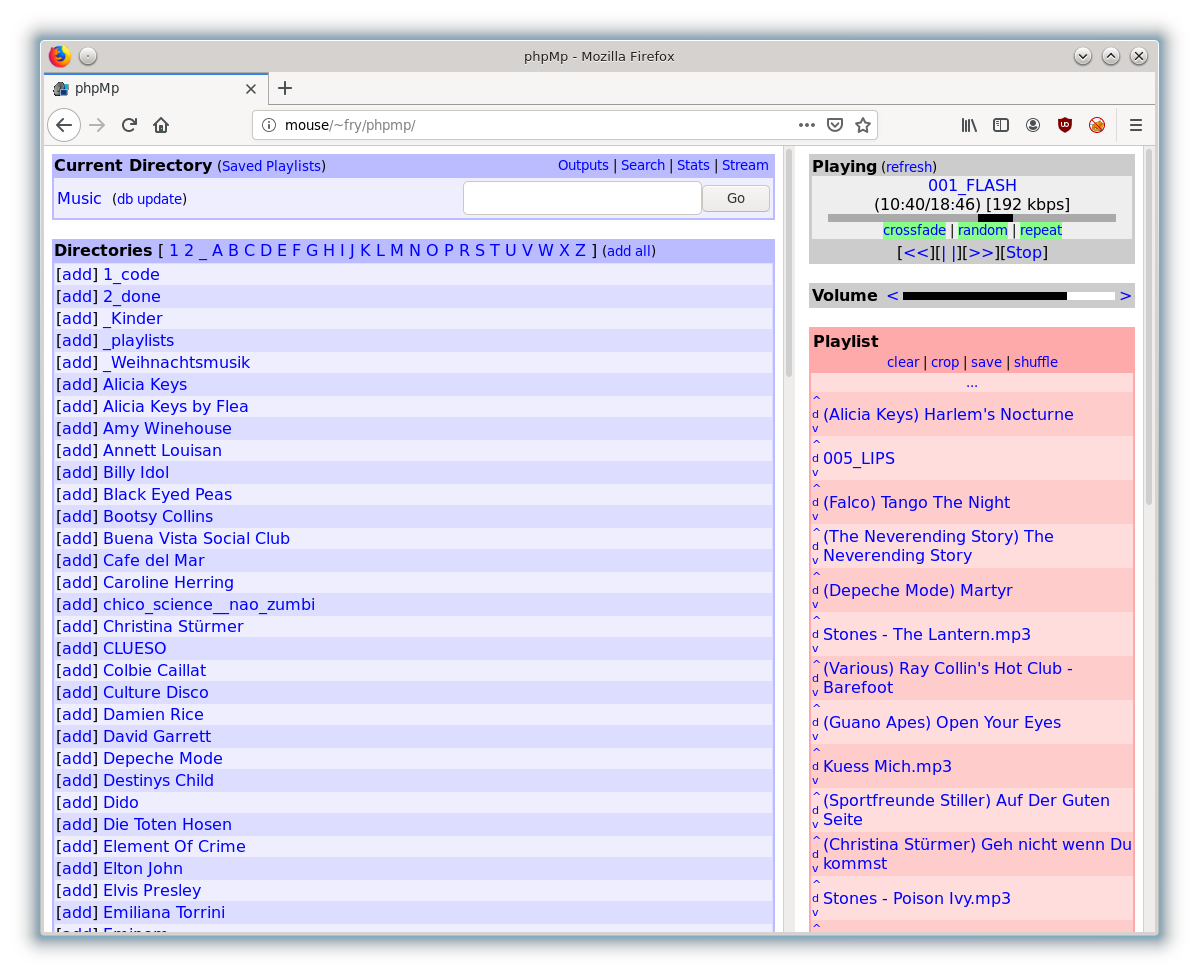 phpMp - Mozilla Firefox
phpMp
mouse/~fry/phpmp/
Current Directory (Saved Playlists) Outputs | Search | Stats | Stream
Music (db update) Go
Directories [ 1 2 _ A B C D E F G H I J K L M N O P R S T U V W X Z ] (add all)
[add] 1_code
[add] 2_done
[add] _Kinder
[add] _playlists
[add] _Weihnachtsmusik
[add] Alicia Keys
[add] Alicia Keys by Flea
[add] Amy Winehouse
[add] Annett Louisan
[add] Billy Idol
[add] Black Eyed Peas
[add] Bootsy Collins
[add] Buena Vista Social Club
[add] Cafe del Mar
[add] Caroline Herring
[add] chico_science__nao_zumbi
[add] Christina Stürmer
[add] CLUESO
[add] Colbie Caillat
[add] Culture Disco
[add] Damien Rice
[add] David Garrett
[add] Depeche Mode
[add] Destinys Child
[add] Dido
[add] Die Toten Hosen
[add] Element Of Crime
[add] Elton John
[add] Elvis Presley
[add] Emiliana Torrini
[add] Eminem
Playing (refresh)
001_FLASH
(10:40/18:46) [192 kbps]
crossfade | random | repeat
[<<][| |][>>][Stop]
Volume < >
Playlist
clear | crop | save | shuffle
...
^
d (Alicia Keys) Harlem's Nocturne
v
^
d 005_LIPS
v
^
d (Falco) Tango The Night
v
^ (The Neverending Story) The
d
v Neverending Story
^
d (Depeche Mode) Martyr
v
^
d Stones - The Lantern.mp3
v
^ (Various) Ray Collin's Hot Club -
d
v Barefoot
^
d (Guano Apes) Open Your Eyes
v
^
d Kuess Mich.mp3
v
^ (Sportfreunde Stiller) Auf Der Guten
d
v Seite
^ (Christina Stürmer) Geh nicht wenn Du
d
v kommst
^
d Stones - Poison Ivy.mp3
v
^